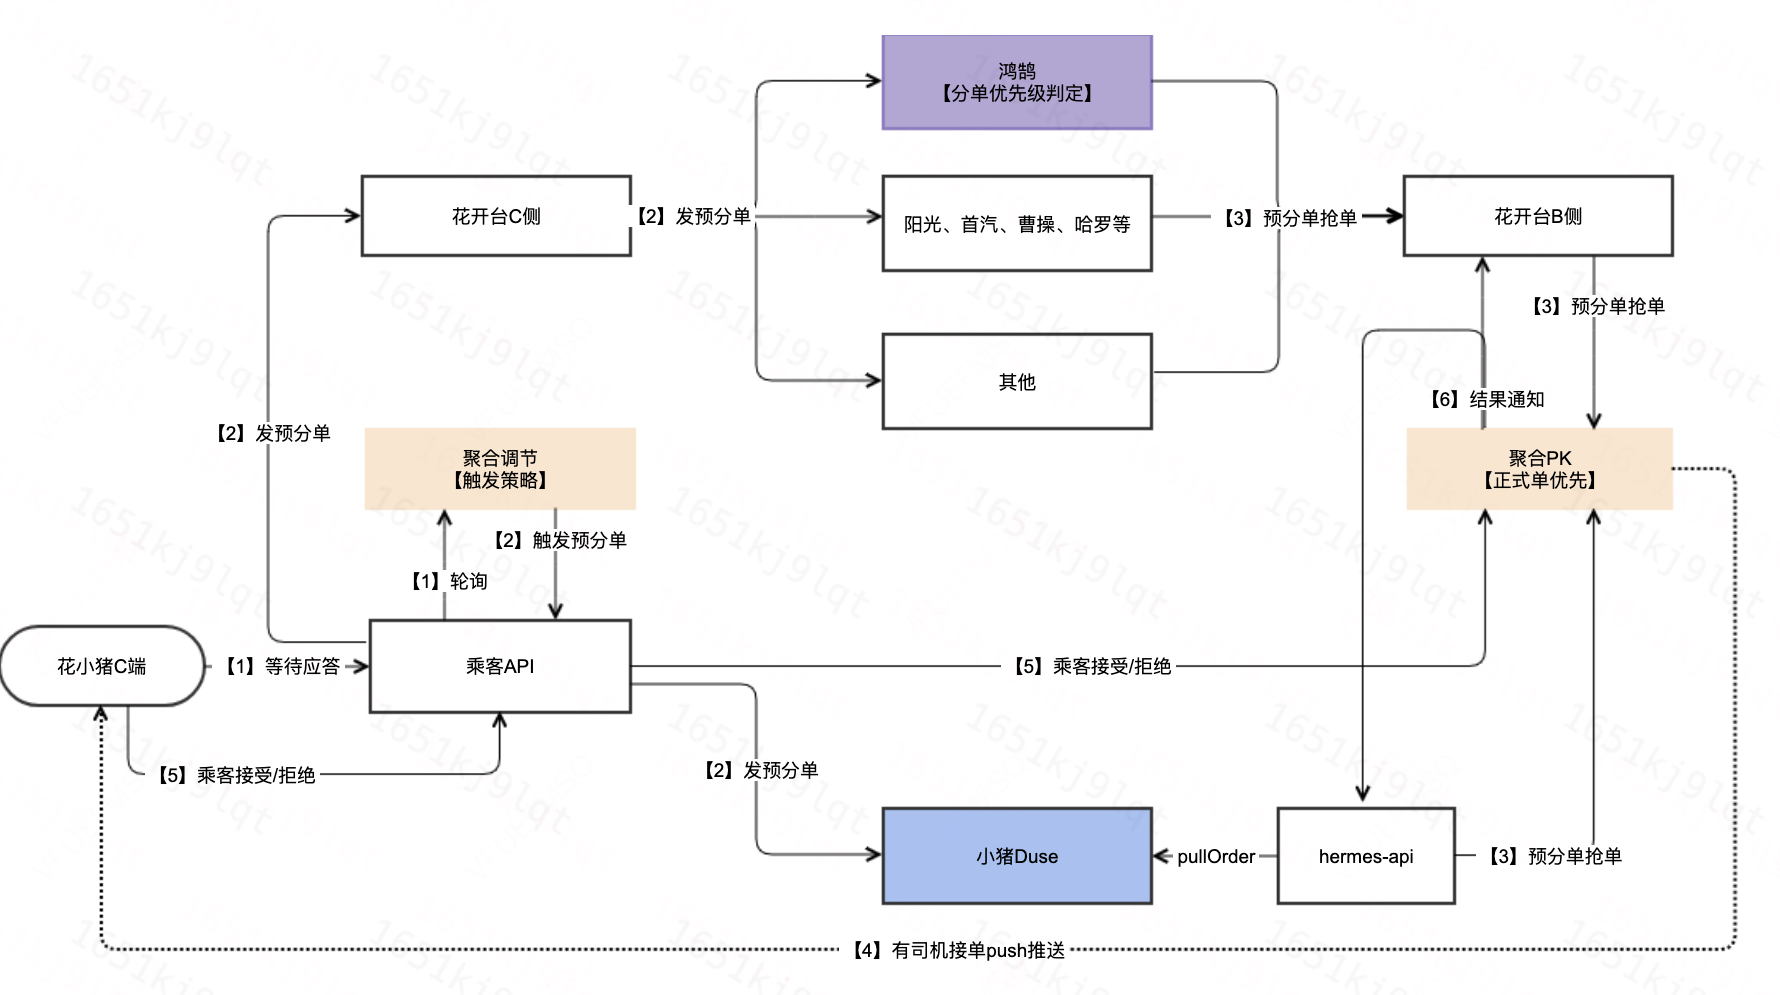 鸿鹄
【分单优先级判定】
花开台C侧
【2】发预分单
阳光、首汽、曹操、哈罗等
【3】预分单抢单
花开台B侧
【3】预分单抢单
其他
【6】结果通知
【2】发预分单
聚合调节
【触发策略】
聚合PK
【正式单优先】
【2】触发预分单
【1】轮询
花小猪C端
【1】等待应答
乘客API
【5】乘客接受/拒绝
【5】乘客接受/拒绝
【2】发预分单
小猪Duse
pullOrder
hermes-api
【3】预分单抢单
【4】有司机接单push推送
1651kj9lqt